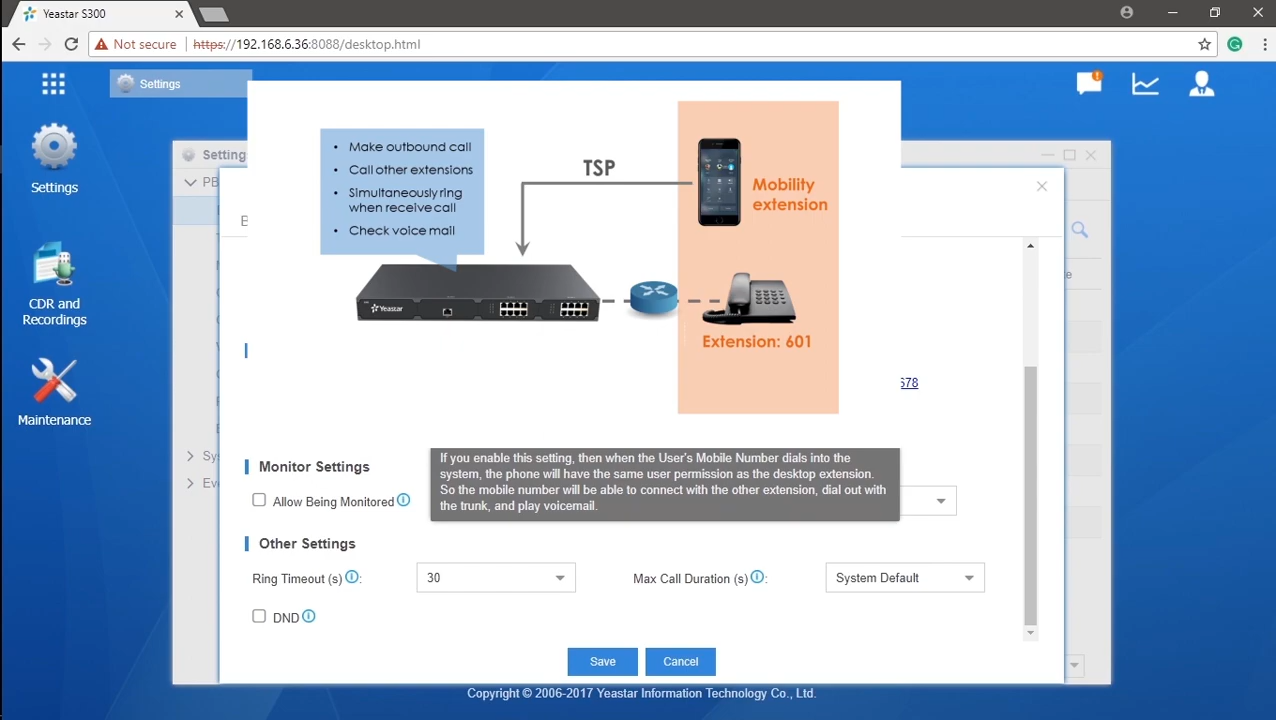 Yeastar S300
Not secure
https://192.168.6.36:8088/desktop.html
Settings
Settings
CDR and
Recordings
Maintenance
Settings
PB
Sys
Eve
• Make outbound call
• Call other extensions
• Simultaneously ring
when receive call
• Check voice mail
TSP
Mobility
extension
Yeastar
Extension: 601
678
Monitor Settings
Allow Being Monitored
If you enable this setting, then when the User's Mobile Number dials into the
system, the phone will have the same user permission as the desktop extension.
So the mobile number will be able to connect with the other extension, dial out with
the trunk, and play voicemail.
Other Settings
Ring Timeout (s) :
30
Max Call Duration (s) :
System Default
DND
Save
Cancel
Copyright © 2006-2017 Yeastar Information Technology Co., Ltd.